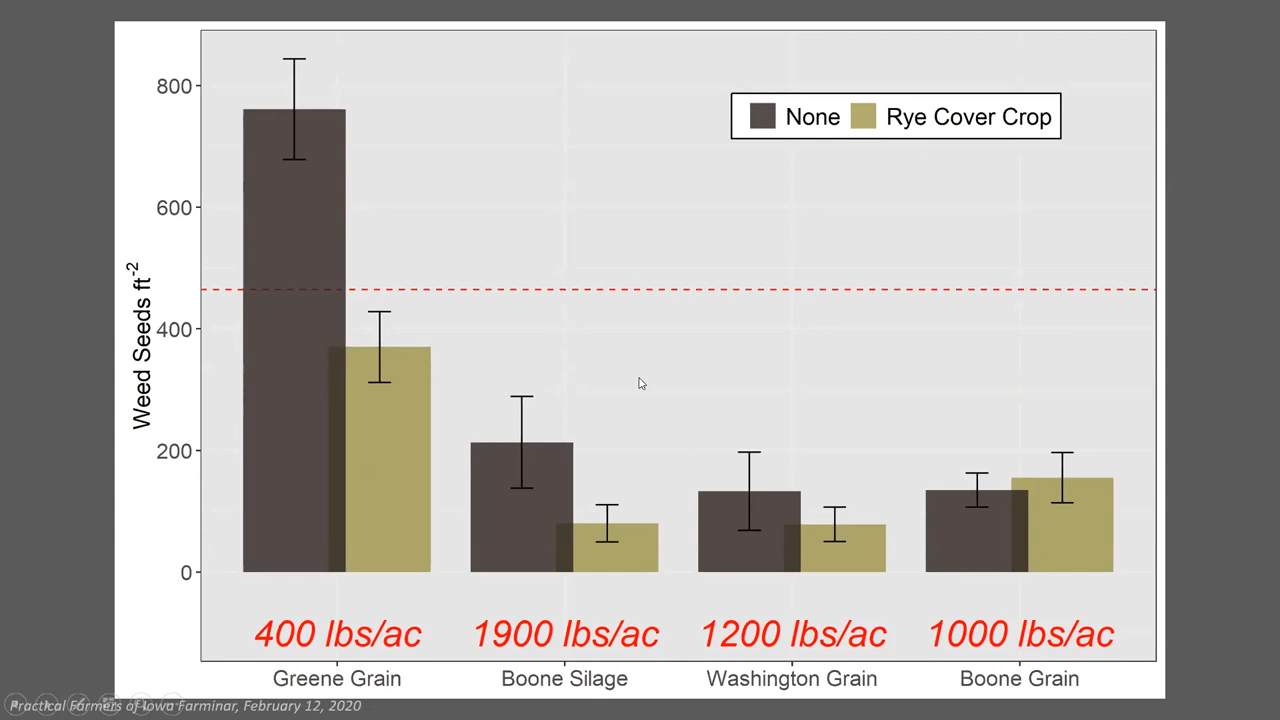 800
600
400
200
0
Weed Seeds ft-2
None Rye Cover Crop
400 lbs/ac 1900 lbs/ac 1200 lbs/ac 1000 lbs/ac
Greene Grain Boone Silage Washington Grain Boone Grain
Practical Farmers of Iowa Farminar, February 12, 2020